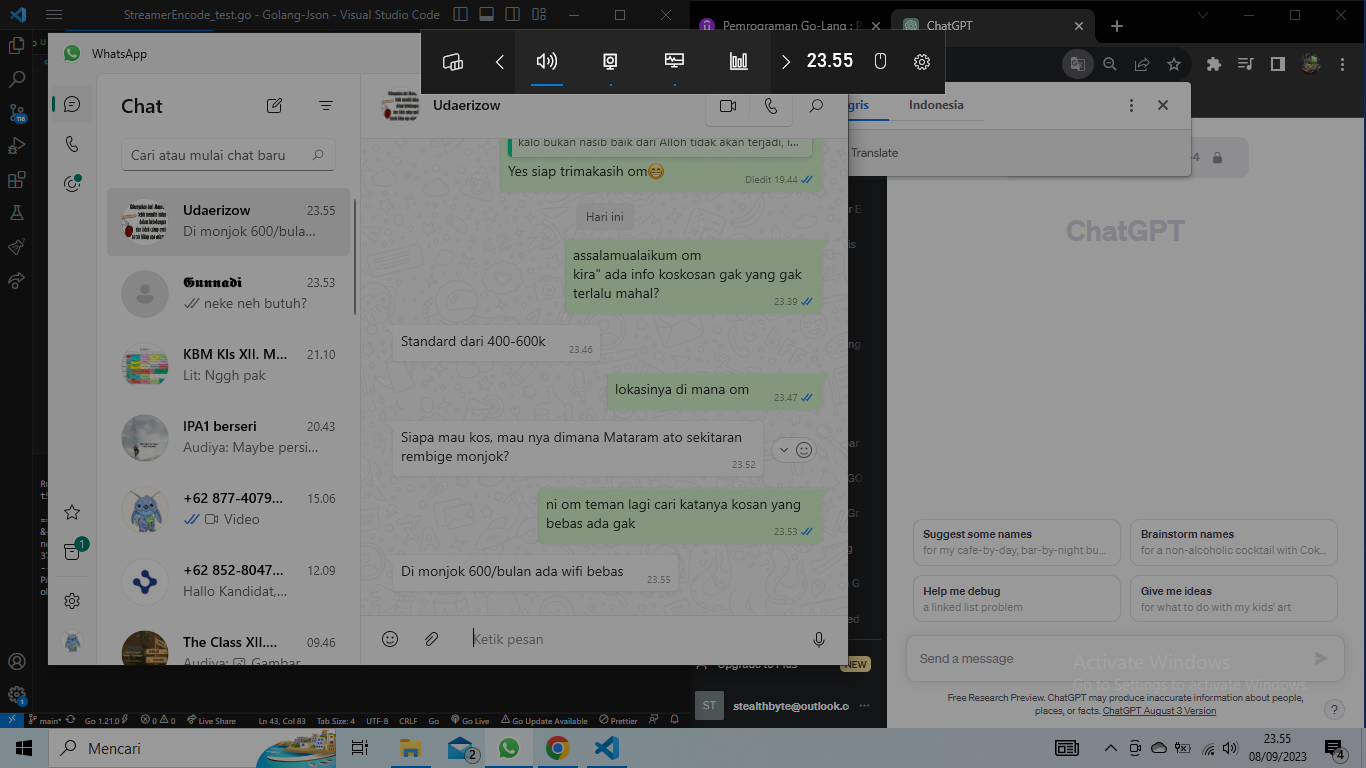 StreamerEncode_test.go - Golang-Json - Visual Studio Code
Pemrograman Go-Lang : P
ChatGPT
WhatsApp
23.55
gris
Indonesia
Translate
Chat
Cari atau mulai chat baru
Udaerizow
23.55
Di monjok 600/bula...
𝕲𝖚𝖓𝖓𝖆𝖉𝖎
23.53
neke neh butuh?
KBM Kls XII. M...
21.10
Lit: Nggh pak
IPA1 berseri
20.43
Audiya: Maybe persi...
+62 877-4079...
15.06
Video
+62 852-8047...
12.09
Hallo Kandidat,...
The Class XII....
09.46
Audiya: Gambar
116
1
1
Udaerizow
kalo bukan nasib baik dari Alloh tidak akan terjadi, i...
Yes siap trimakasih om😁
Diedit 19.44
Hari ini
assalamualaikum om
kira" ada info koskosan gak yang gak
terlalu mahal?
23.39
Standard dari 400-600k
23.46
lokasinya di mana om
23.47
Siapa mau kos, mau nya dimana Mataram ato sekitaran
rembige monjok?
23.52
ni om teman lagi cari katanya kosan yang
bebas ada gak
23.53
Di monjok 600/bulan ada wifi bebas
23.55
Ketik pesan
-4
ChatGPT
Suggest some names
for my cafe-by-day, bar-by-night bu...
Brainstorm names
for a non-alcoholic cocktail with Cok...
Help me debug
a linked list problem
Give me ideas
for what to do with my kids' art
Send a message
Activate Windows
Go to Settings to activate Windows.
Free Research Preview. ChatGPT may produce inaccurate information about people,
places, or facts. ChatGPT August 3 Version
?
Upgrade to Plus
NEW
ST
stealthbyte@outlook.co
main*
Go 1.21.0
0
0
Live Share
Ln 43, Col 83
Tab Size: 4
UTF-8
CRLF
Go
Go Live
Go Update Available
Prettier
Mencari
2
23.55
08/09/2023
4